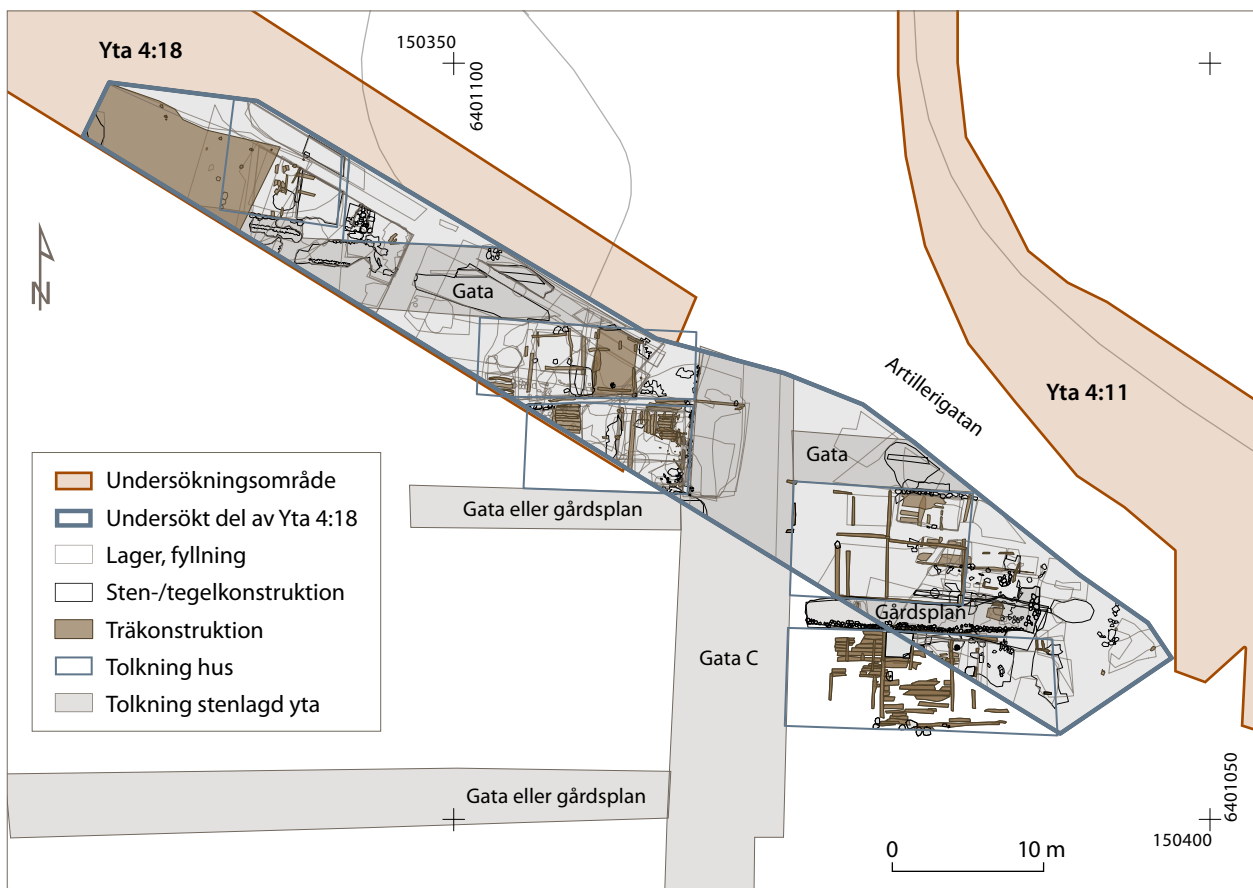 Yta 4:18
150350
6401100
N
Gata
Artillerigatan
Yta 4:11
Gata
Undersökningsområde
Undersökt del av Yta 4:18
Lager, fyllning
Sten-/tegelkonstruktion
Träkonstruktion
Tolkning hus
Tolkning stenlagd yta
Gata eller gårdsplan
Gårdsplan
Gata C
Gata eller gårdsplan
6401050
150400
0 10 m